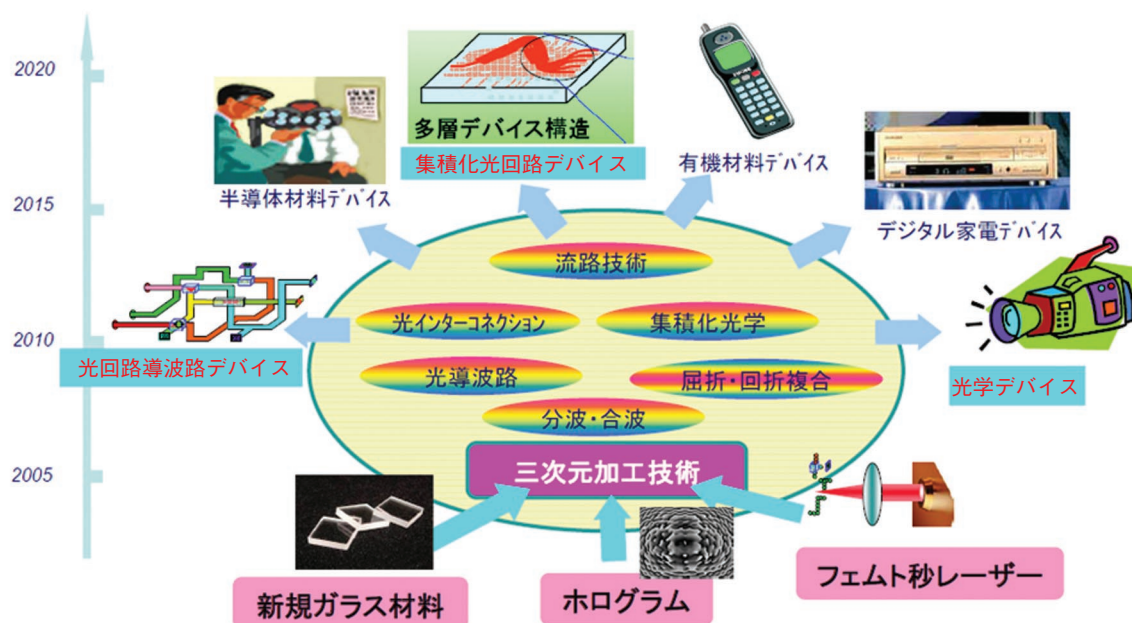 2020
多層デバイス構造
集積化光回路デバイス
有機材料ﾃﾞﾊﾞｲｽ
半導体材料ﾃﾞﾊﾞｲｽ
2015
デジタル家電ﾃﾞﾊﾞｲｽ
流路技術
光インターコネクション
集積化光学
2010
光回路導波路デバイス
光導波路
屈折・回折複合
光学デバイス
分波・合波
三次元加工技術
2005
新規ガラス材料
ホログラム
フェムト秒レーザー